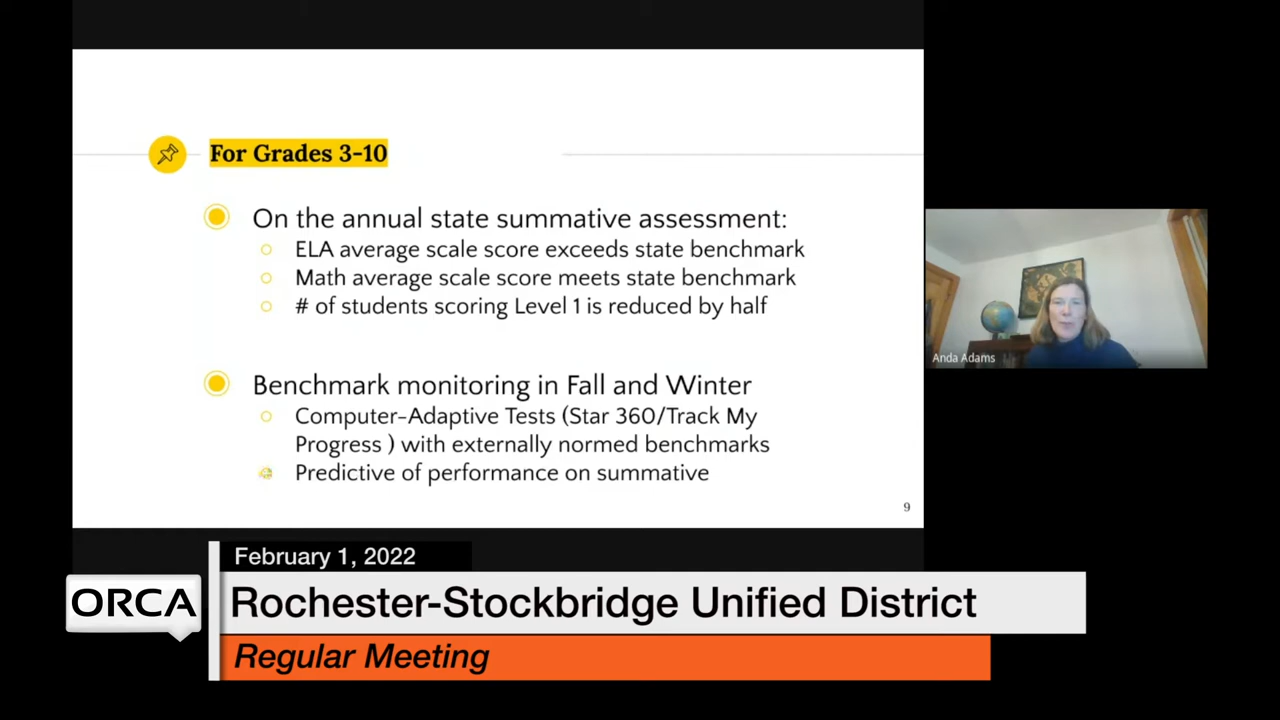 For Grades 3-10
On the annual state summative assessment:
ELA average scale score exceeds state benchmark
Math average scale score meets state benchmark
# of students scoring Level 1 is reduced by half
Benchmark monitoring in Fall and Winter
Computer-Adaptive Tests (Star 360/Track My
Progress ) with externally normed benchmarks
Predictive of performance on summative
9
Anda Adams
February 1, 2022
ORCA
Rochester-Stockbridge Unified District
Regular Meeting